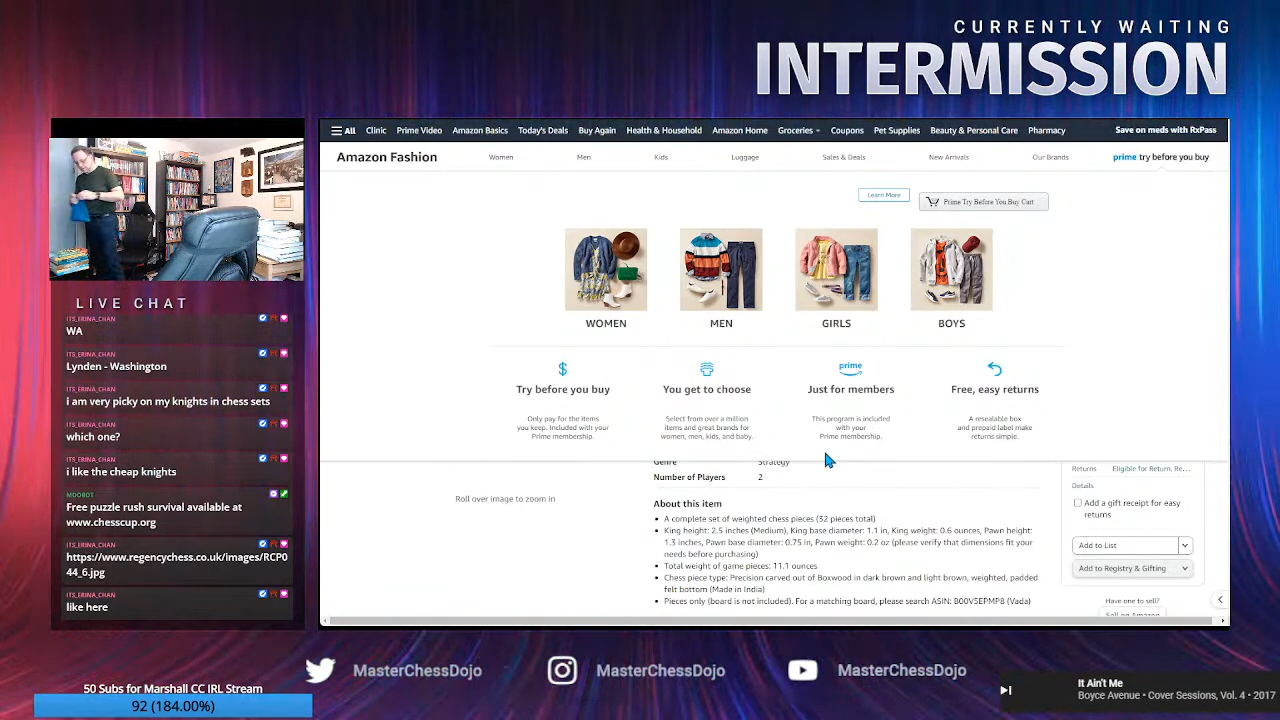 CURRENTLY WAITING
INTERMISSION
All Clinic Prime Video Amazon Basics Today's Deals Buy Again Health & Household Amazon Home Groceries Coupons Pet Supplies Beauty & Personal Care Pharmacy Save on meds with RxPass
Amazon Fashion Women Men Kids Luggage Sales & Deals New Arrivals Our Brands prime try before you buy
Learn More Prime Try Before You Buy Cart
WOMEN MEN GIRLS BOYS
prime
Try before you buy You get to choose Just for members Free, easy returns
Only pay for the items
you keep. Included with your
Prime membership.
Select from over a million
items and great brands for
women, men, kids, and baby.
This program is included
with your
Prime membership.
A resealable box
and prepaid label make
returns simple.
Genre Strategy
Number of Players 2
Roll over image to zoom in
About this item
A complete set of weighted chess pieces (32 pieces total)
King height: 2.5 inches (Medium), King base diameter: 1.1 in, King weight: 0.6 ounces, Pawn height:
1.3 inches, Pawn base diameter: 0.75 in, Pawn weight: 0.2 oz (please verify that dimensions fit your
needs before purchasing)
Total weight of game pieces: 11.1 ounces
Chess piece type: Precision carved out of Boxwood in dark brown and light brown, weighted, padded
felt bottom (Made in India)
Pieces only (board is not included). For a matching board, please search ASIN: B00VSEPMP8 (Vada)
Returns Eligible for Return, Re...
Details
Add a gift receipt for easy
returns
Add to List
Add to Registry & Gifting
Have one to sell?
Sell on Amazon
LIVE CHAT
ITS_ERINA_CHAN
WA
ITS_ERINA_CHAN
Lynden - Washington
ITS_ERINA_CHAN
i am very picky on my knights in chess sets
ITS_ERINA_CHAN
which one?
ITS_ERINA_CHAN
i like the cheap knights
MOOBOT
Free puzzle rush survival available at
www.chesscup.org
ITS_ERINA_CHAN
https://www.regencychess.co.uk/images/RCP0
44_6.jpg
ITS_ERINA_CHAN
like here
MasterChessDojo MasterChessDojo MasterChessDojo
50 Subs for Marshall CC IRL Stream
92 (184.00%)
It Ain't Me
Boyce Avenue • Cover Sessions, Vol. 4 • 2017